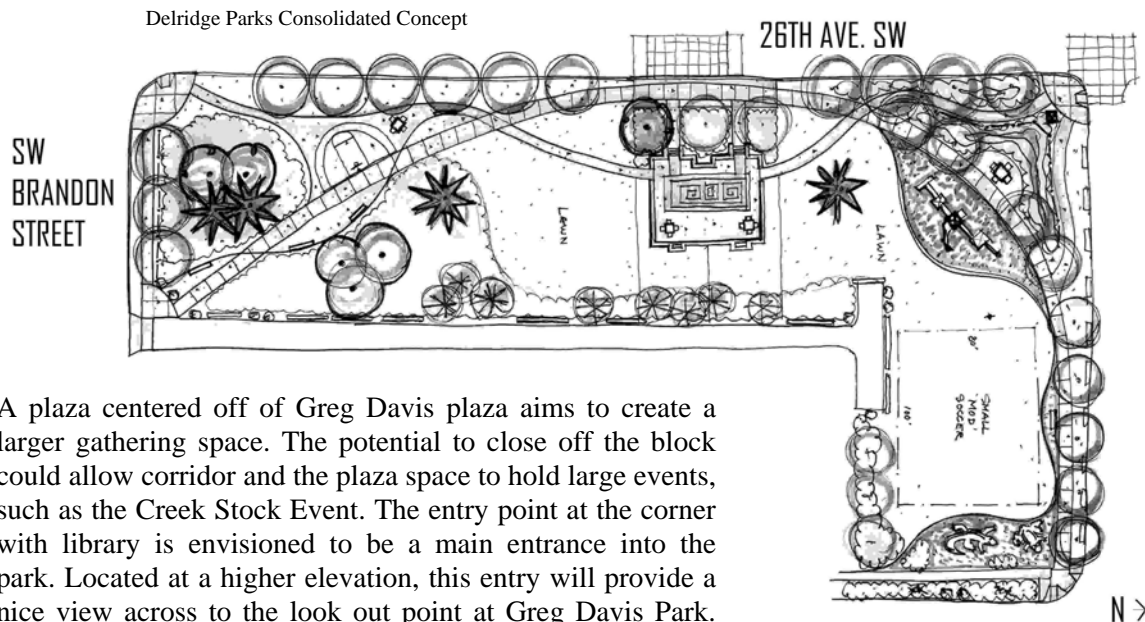 Delridge Parks Consolidated Concept
26TH AVE. SW
SW
BRANDON
STREET
LAWN
LAWN
80'
110'
SMALL
'MOD'
SOCCER
A plaza centered off of Greg Davis plaza aims to create a
larger gathering space. The potential to close off the block
could allow corridor and the plaza space to hold large events,
such as the Creek Stock Event. The entry point at the corner
with library is envisioned to be a main entrance into the
park. Located at a higher elevation, this entry will provide a
nice view across to the look out point at Greg Davis Park.
N